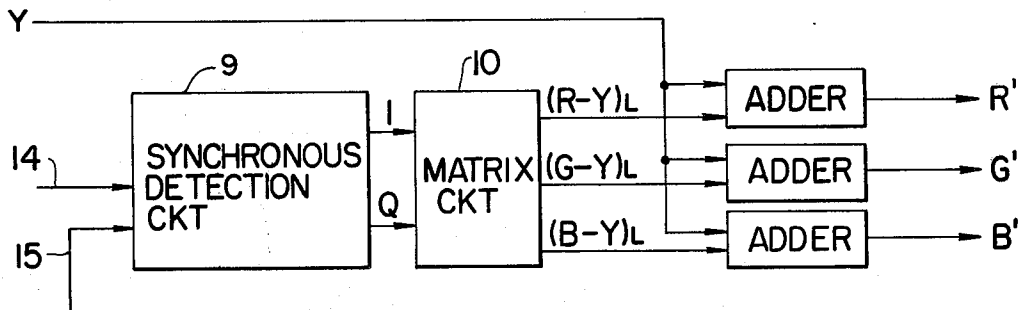 Y
9
10
14
15
SYNCHRONOUS
DETECTION
CKT
I
Q
MATRIX
CKT
(R-Y)L
(G-Y)L
(B-Y)L
ADDER
R'
ADDER
G'
ADDER
B'